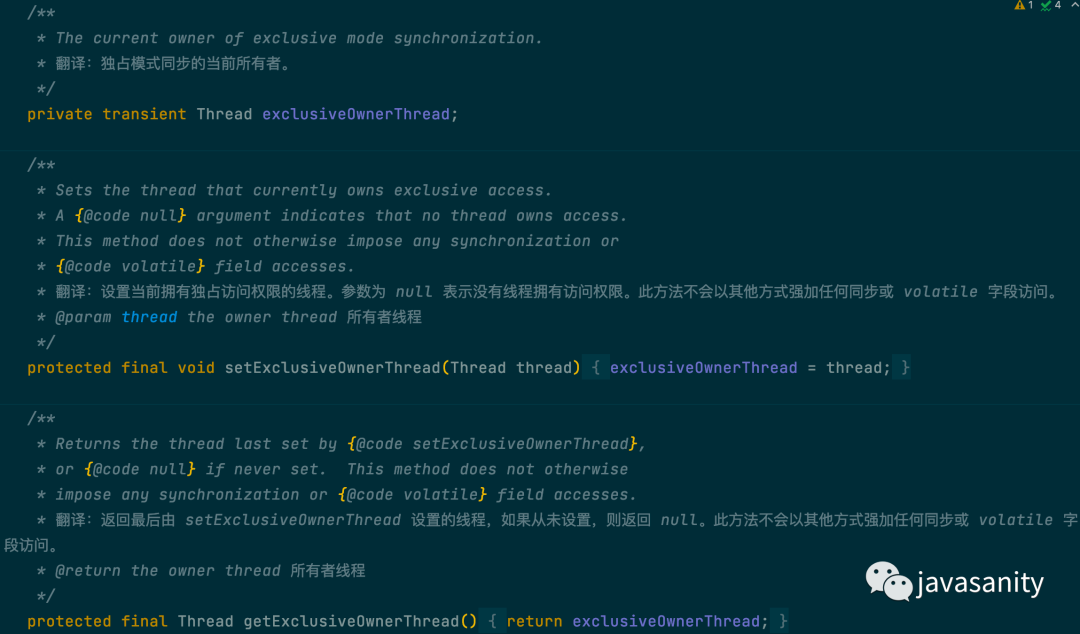 1 4
/**
* The current owner of exclusive mode synchronization.
* 翻译：独占模式同步的当前所有者。
*/
private transient Thread exclusiveOwnerThread;
/**
* Sets the thread that currently owns exclusive access.
* A {@code null} argument indicates that no thread owns access.
* This method does not otherwise impose any synchronization or
* {@code volatile} field accesses.
* 翻译：设置当前拥有独占访问权限的线程。参数为 null 表示没有线程拥有访问权限。此方法不会以其他方式强加任何同步或 volatile 字段访问。
* @param thread the owner thread 所有者线程
*/
protected final void setExclusiveOwnerThread(Thread thread) { exclusiveOwnerThread = thread; }
/**
* Returns the thread last set by {@code setExclusiveOwnerThread},
* or {@code null} if never set.  This method does not otherwise
* impose any synchronization or {@code volatile} field accesses.
* 翻译：返回最后由 setExclusiveOwnerThread 设置的线程，如果从未设置，则返回 null。此方法不会以其他方式强加任何同步或 volatile 字
段访问。
* @return the owner thread 所有者线程
*/
protected final Thread getExclusiveOwnerThread() { return exclusiveOwnerThread; }
javasanity